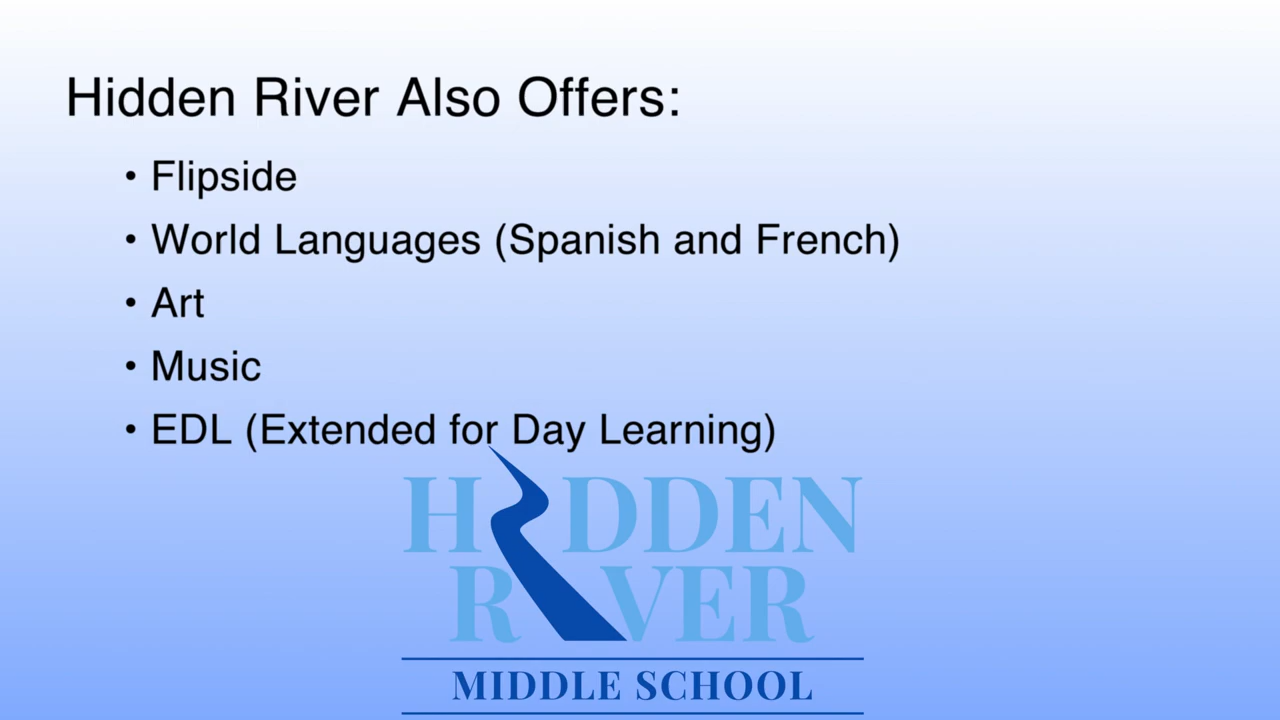 Hidden River Also Offers:
• Flipside
• World Languages (Spanish and French)
• Art
• Music
• EDL (Extended for Day Learning)
HIDDEN
RIVER
MIDDLE SCHOOL